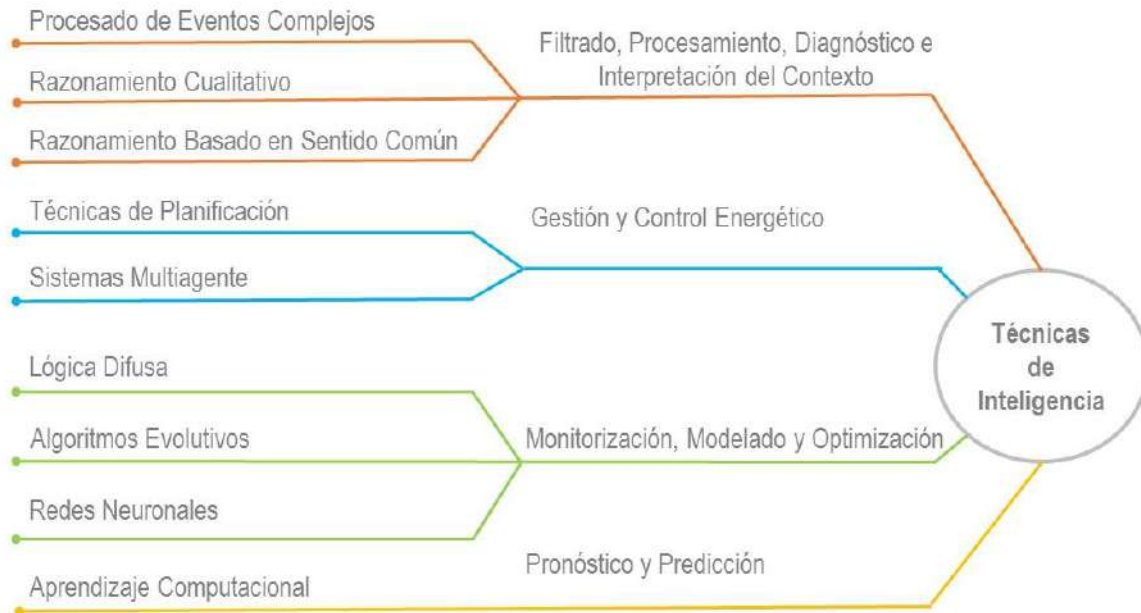 Procesado de Eventos Complejos
Razonamiento Cualitativo
Razonamiento Basado en Sentido Común
Filtrado, Procesamiento, Diagnóstico e
Interpretación del Contexto
Técnicas de Planificación
Sistemas Multiagente
Gestión y Control Energético
Lógica Difusa
Algoritmos Evolutivos
Redes Neuronales
Monitorización, Modelado y Optimización
Aprendizaje Computacional
Pronóstico y Predicción
Técnicas
de
Inteligencia